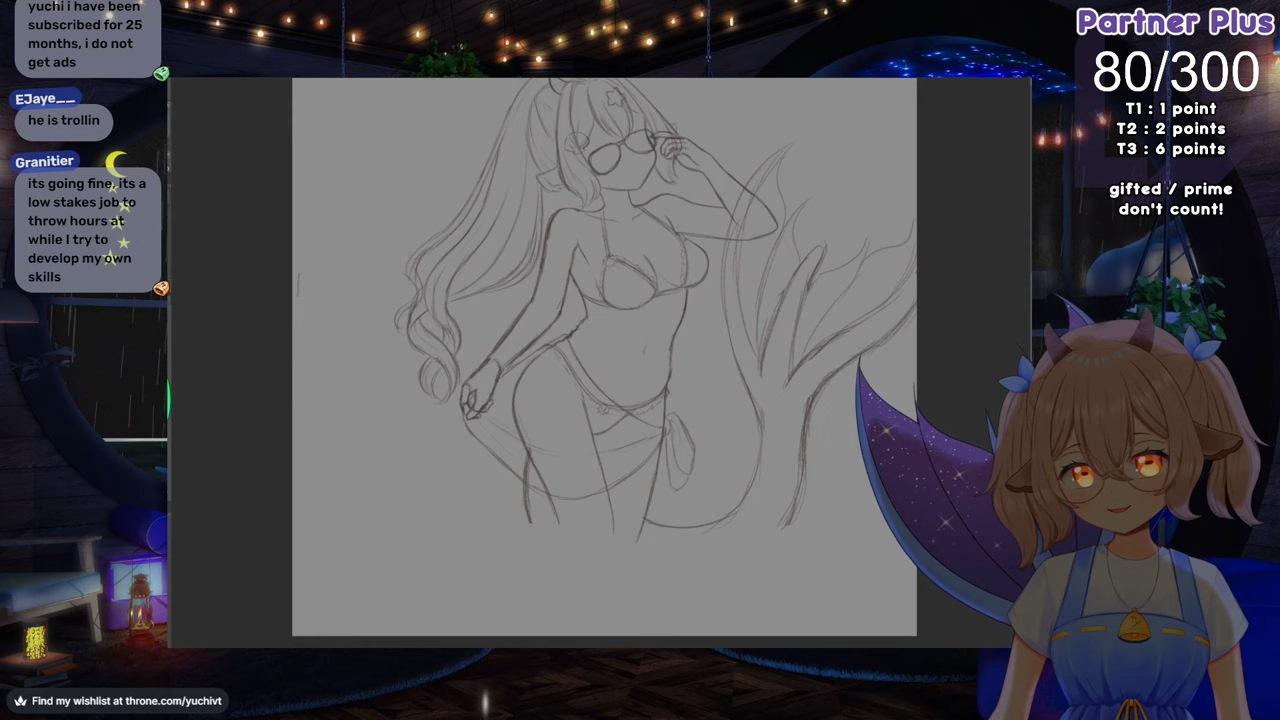 yuchi i have been
subscribed for 25
months, i do not
get ads
EJaye__
he is trollin
Granitier
its going fine, its a
low stakes job to
throw hours at
while I try to
develop my own
skills
Partner Plus
80/300
T1 : 1 point
T2 : 2 points
T3 : 6 points
gifted / prime
don't count!
Find my wishlist at throne.com/yuchivt